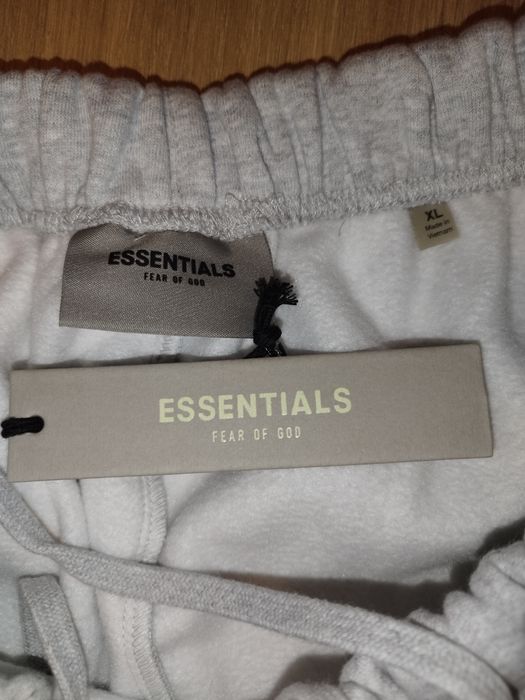 XL
Made in
Vietnam
ESSENTIALS
FEAR OF GOD
ESSENTIALS
FEAR OF GOD